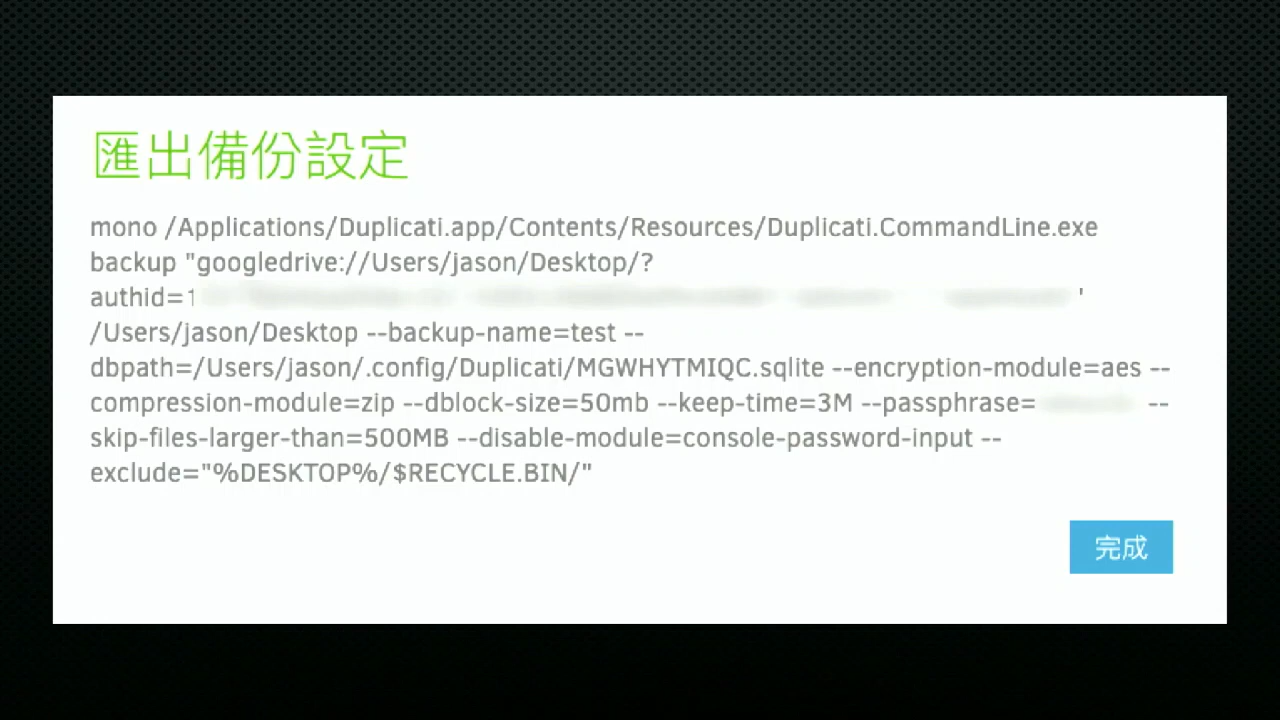 匯出備份設定
mono /Applications/Duplicati.app/Contents/Resources/Duplicati.CommandLine.exe
backup "googledrive://Users/jason/Desktop/?
authid=1 '
/Users/jason/Desktop --backup-name=test --
dbpath=/Users/jason/.config/Duplicati/MGWHYTMIQC.sqlite --encryption-module=aes --
compression-module=zip --dblock-size=50mb --keep-time=3M --passphrase= --
skip-files-larger-than=500MB --disable-module=console-password-input --
exclude="%DESKTOP%/$RECYCLE.BIN/"
完成